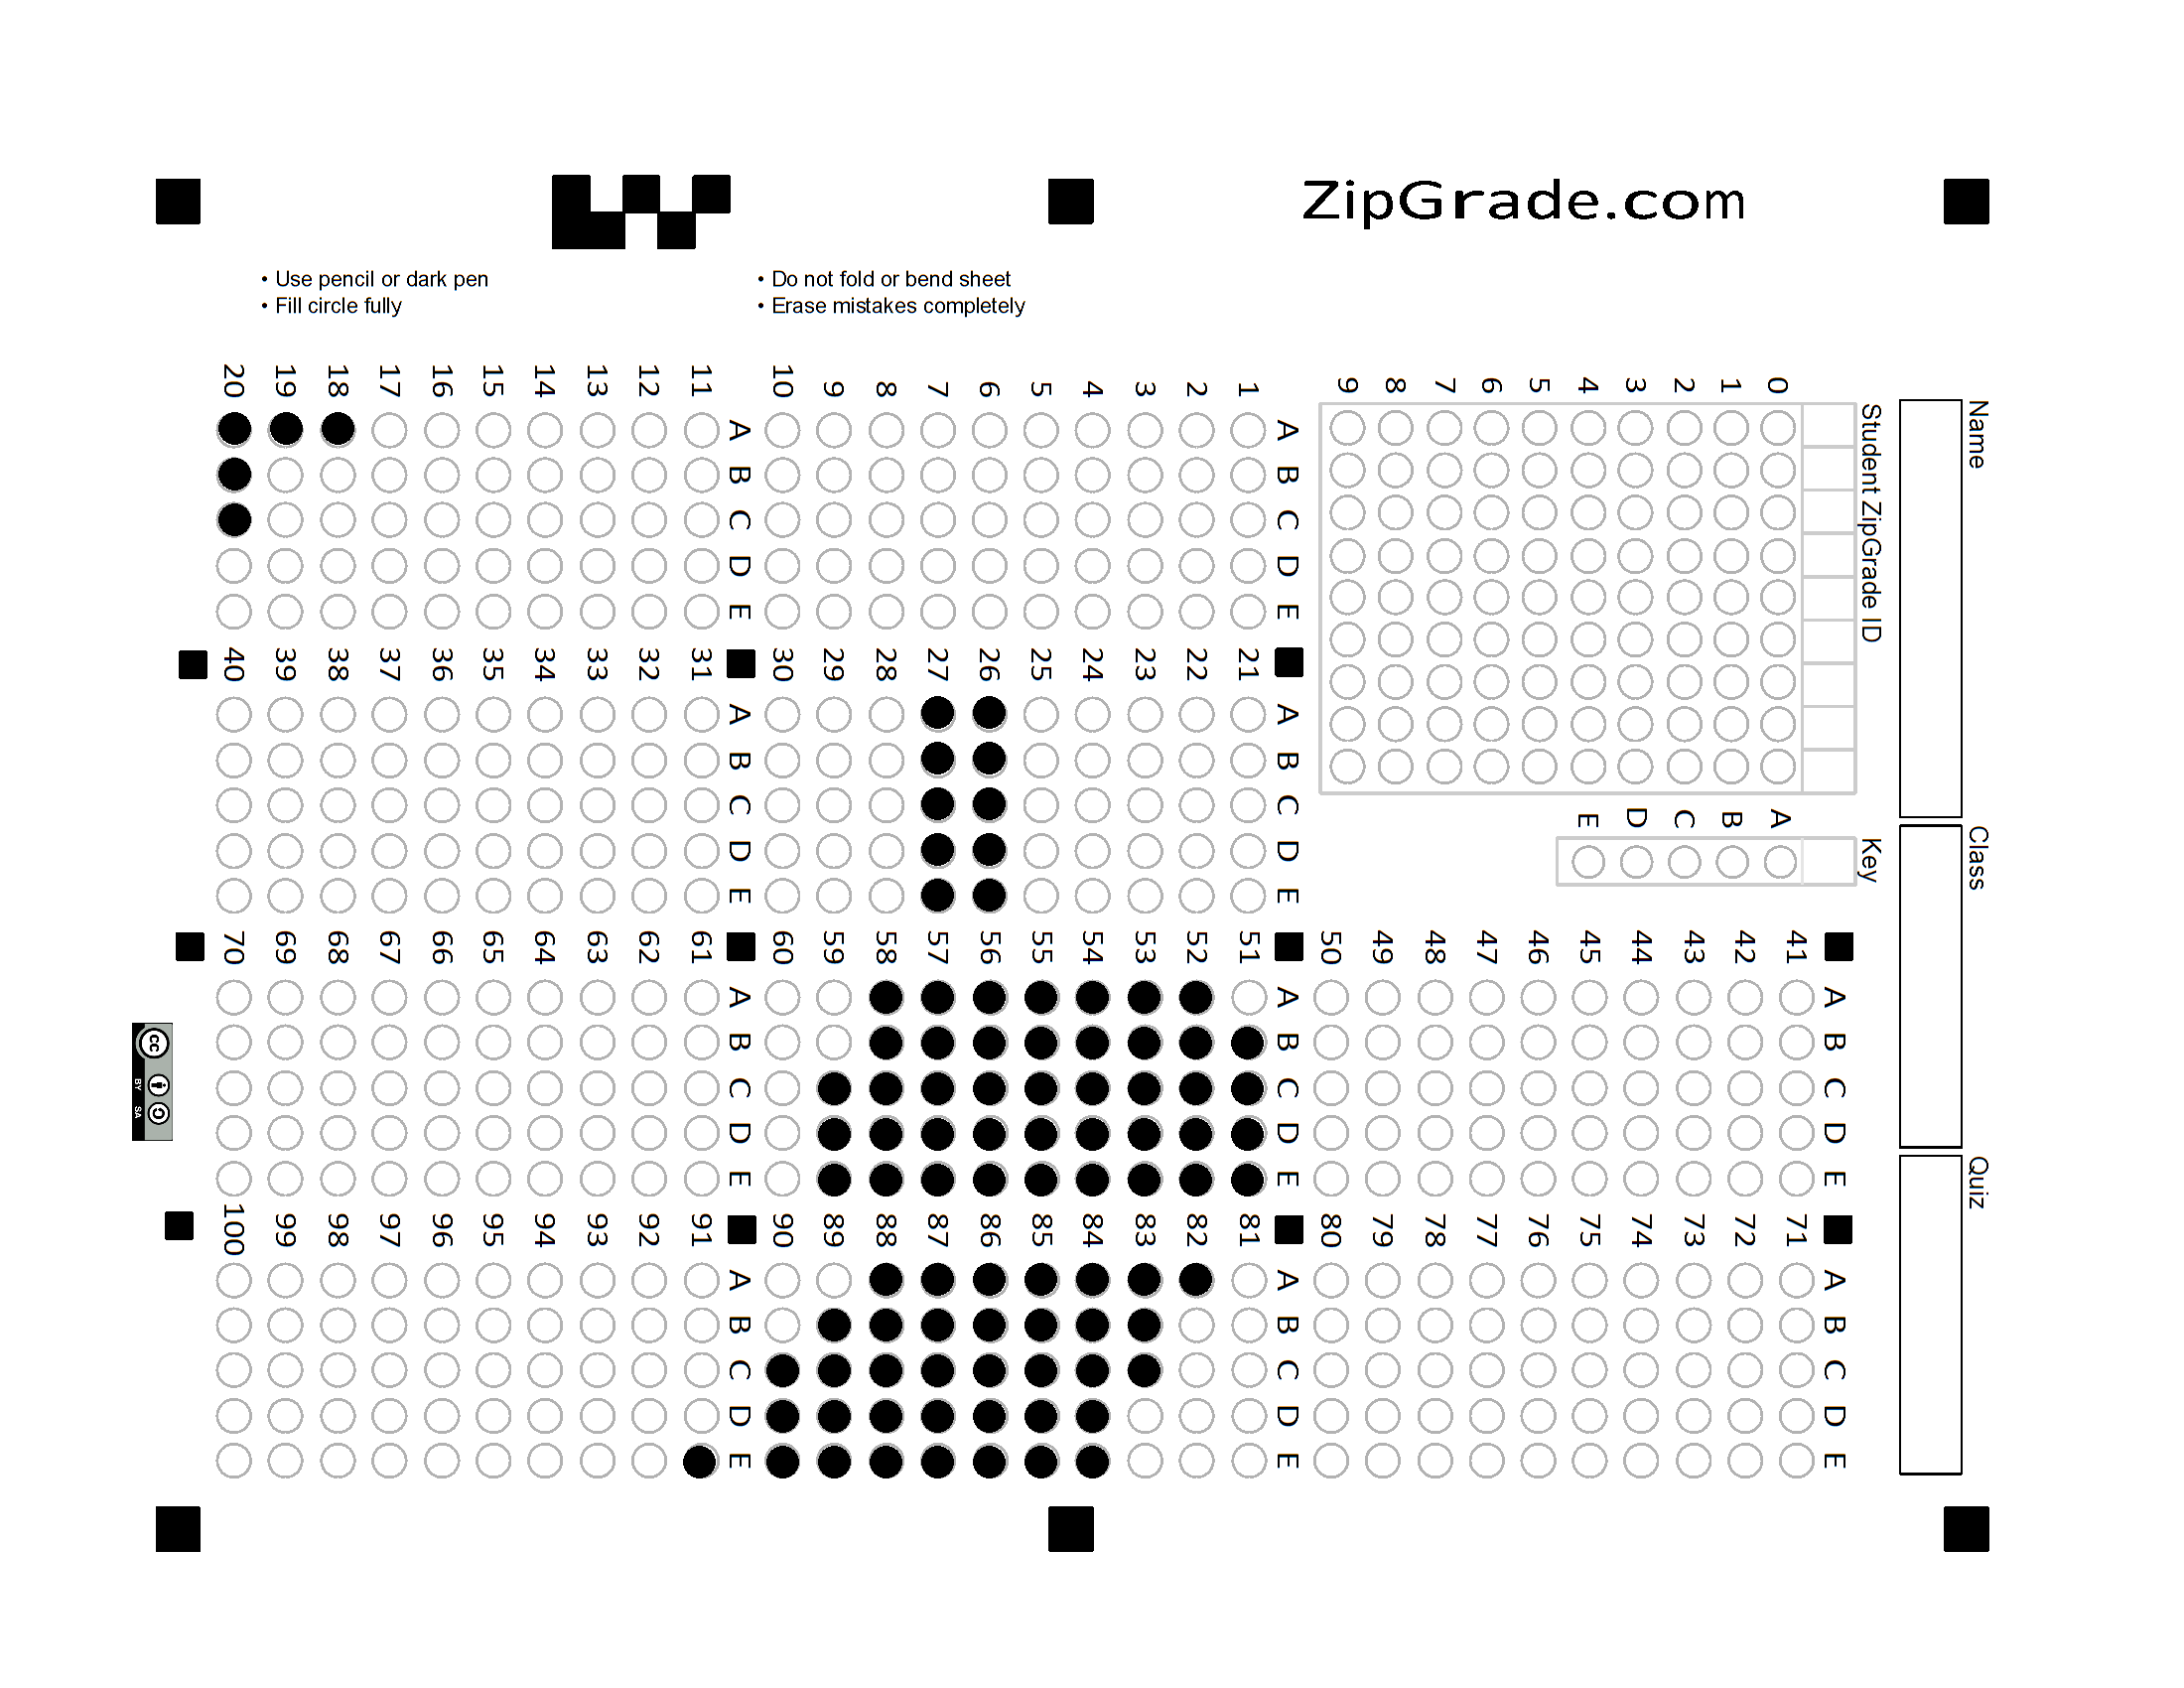 ZipGrade.com
• Use pencil or dark pen
• Fill circle fully
• Do not fold or bend sheet
• Erase mistakes completely
Name
Class
Quiz
Student ZipGrade ID
0 1 2 3 4 5 6 7 8 9
Key
A B C D E
1 2 3 4 5 6 7 8 9 10
A B C D E
11 12 13 14 15 16 17 18 19 20
A B C D E
21 22 23 24 25 26 27 28 29 30
A B C D E
31 32 33 34 35 36 37 38 39 40
A B C D E
41 42 43 44 45 46 47 48 49 50
A B C D E
51 52 53 54 55 56 57 58 59 60
A B C D E
61 62 63 64 65 66 67 68 69 70
A B C D E
71 72 73 74 75 76 77 78 79 80
A B C D E
81 82 83 84 85 86 87 88 89 90
A B C D E
91 92 93 94 95 96 97 98 99 100
A B C D E
cc
BY SA